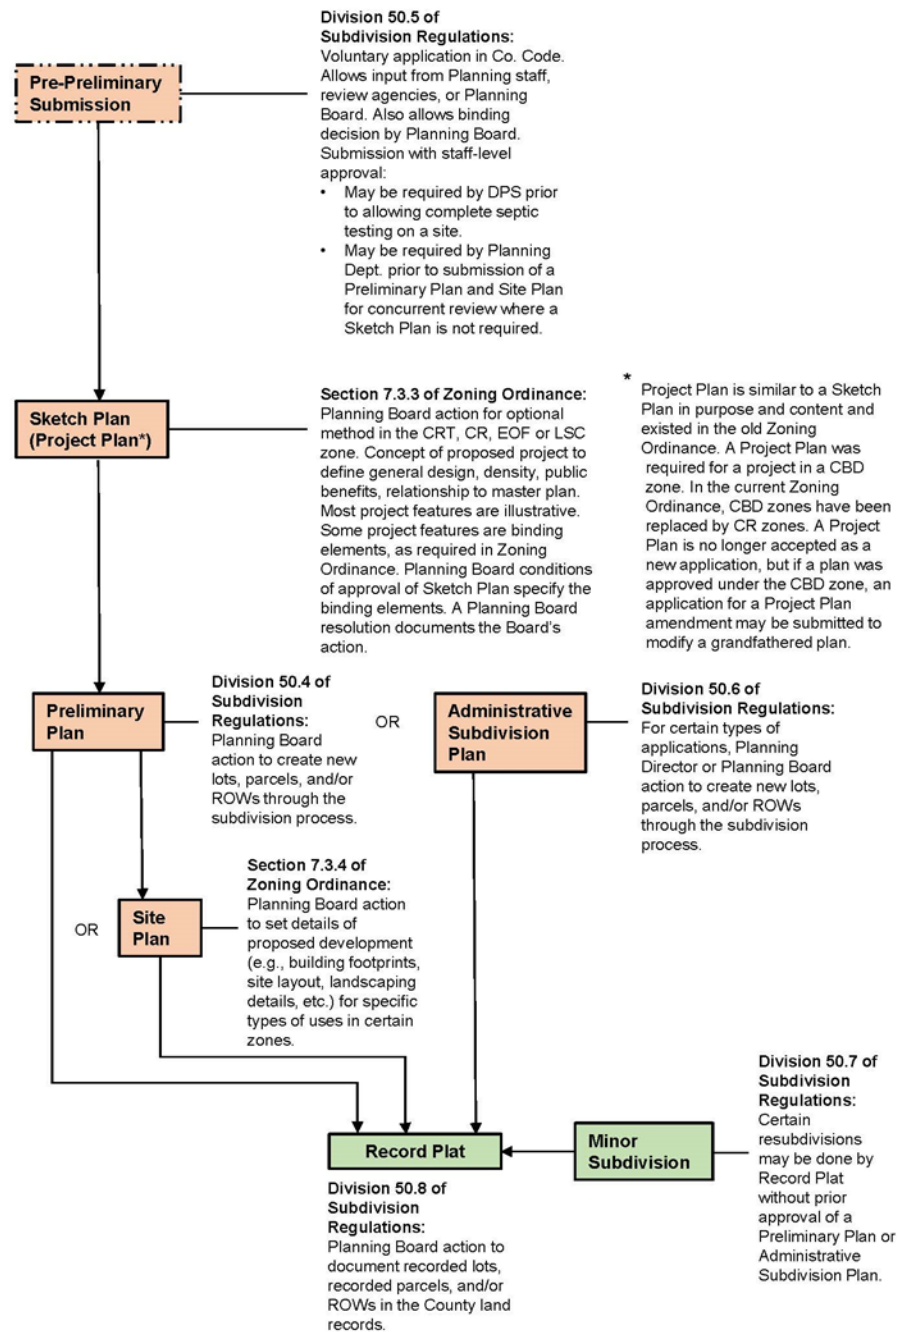 Division 50.5 of
Subdivision Regulations:
Voluntary application in Co. Code.
Allows input from Planning staff,
review agencies, or Planning
Board. Also allows binding
decision by Planning Board.
Submission with staff-level
approval:
• May be required by DPS prior
to allowing complete septic
testing on a site.
• May be required by Planning
Dept. prior to submission of a
Preliminary Plan and Site Plan
for concurrent review where a
Sketch Plan is not required.
Pre-Preliminary
Submission
Sketch Plan
(Project Plan*)
Section 7.3.3 of Zoning Ordinance:
Planning Board action for optional
method in the CRT, CR, EOF or LSC
zone. Concept of proposed project to
define general design, density, public
benefits, relationship to master plan.
Most project features are illustrative.
Some project features are binding
elements, as required in Zoning
Ordinance. Planning Board conditions
of approval of Sketch Plan specify the
binding elements. A Planning Board
resolution documents the Board's
action.
*
Project Plan is similar to a Sketch
Plan in purpose and content and
existed in the old Zoning
Ordinance. A Project Plan was
required for a project in a CBD
zone. In the current Zoning
Ordinance, CBD zones have been
replaced by CR zones. A Project
Plan is no longer accepted as a
new application, but if a plan was
approved under the CBD zone, an
application for a Project Plan
amendment may be submitted to
modify a grandfathered plan.
Preliminary
Plan
Division 50.4 of
Subdivision
Regulations:
Planning Board
action to create new
lots, parcels, and/or
ROWs through the
subdivision process.
OR
Administrative
Subdivision
Plan
Division 50.6 of
Subdivision Regulations:
For certain types of
applications, Planning
Director or Planning Board
action to create new lots,
parcels, and/or ROWs
through the subdivision
process.
OR
Site
Plan
Section 7.3.4 of
Zoning Ordinance:
Planning Board action
to set details of
proposed development
(e.g., building footprints,
site layout, landscaping
details, etc.) for specific
types of uses in certain
zones.
Record Plat
Division 50.8 of
Subdivision
Regulations:
Planning Board action to
document recorded lots,
recorded parcels, and/or
ROWs in the County land
records.
Minor
Subdivision
Division 50.7 of
Subdivision
Regulations:
Certain
resubdivisions
may be done by
Record Plat
without prior
approval of a
Preliminary Plan or
Administrative
Subdivision Plan.